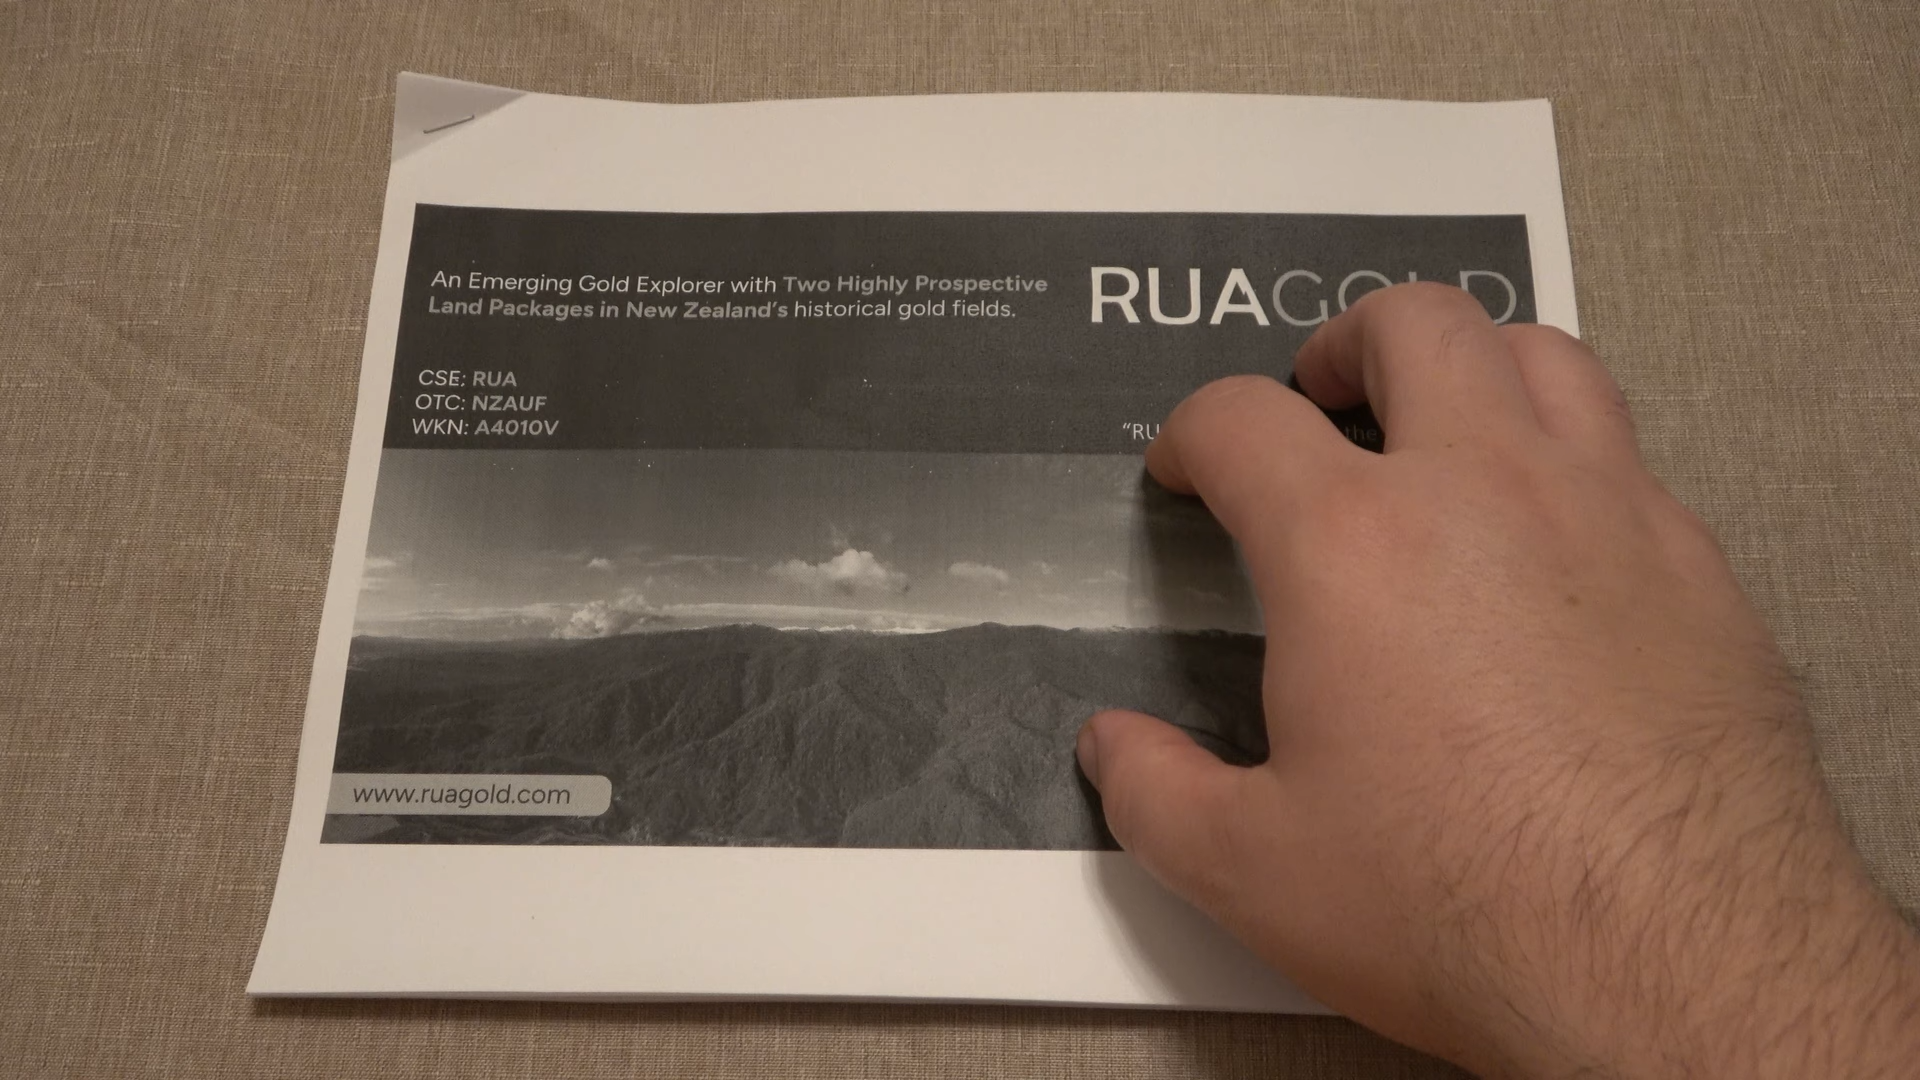 An Emerging Gold Explorer with Two Highly Prospective
Land Packages in New Zealand's historical gold fields.
RUAGOLD
CSE: RUA
OTC: NZAUF
WKN: A4010V
“RU the
www.ruagold.com